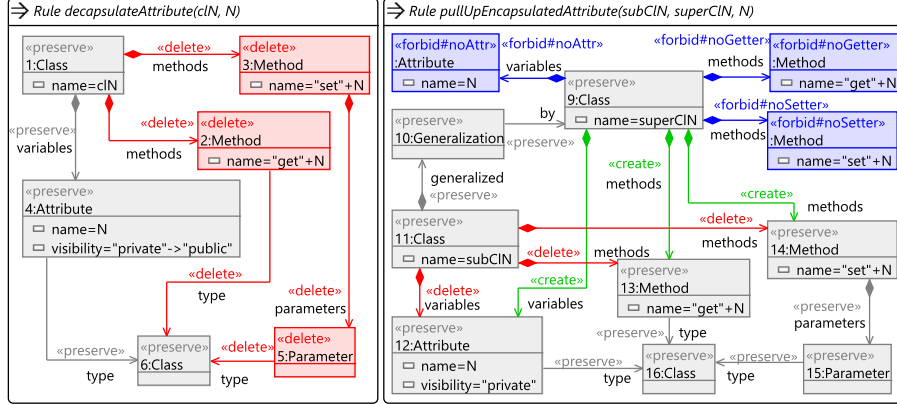 Rule decapsulateAttribute(clN, N)
«preserve»
1:Class
name=clN
«delete»
methods
«delete»
3:Method
name="set"+N
«preserve»
variables
«delete»
methods
«delete»
2:Method
name="get"+N
«preserve»
4:Attribute
name=N
visibility="private"->"public"
«delete»
type
«delete»
parameters
«preserve»
type
«preserve»
6:Class
«delete»
type
«delete»
5:Parameter
Rule pullUpEncapsulatedAttribute(subClN, superClN, N)
«forbid#noAttr»
:Attribute
name=N
«forbid#noAttr»
variables
«preserve»
9:Class
name=superClN
«forbid#noGetter»
methods
«forbid#noGetter»
:Method
name="get"+N
«forbid#noSetter»
methods
«forbid#noSetter»
:Method
name="set"+N
«preserve»
10:Generalization
by
«preserve»
generalized
«preserve»
«create»
methods
«create»
methods
«preserve»
11:Class
name=subClN
«delete»
methods
«delete»
methods
«preserve»
14:Method
name="set"+N
«delete»
variables
«create»
variables
«preserve»
13:Method
name="get"+N
«preserve»
parameters
«preserve»
12:Attribute
name=N
visibility="private"
«preserve»
type
«preserve»
type
«preserve»
16:Class
«preserve»
type
«preserve»
15:Parameter